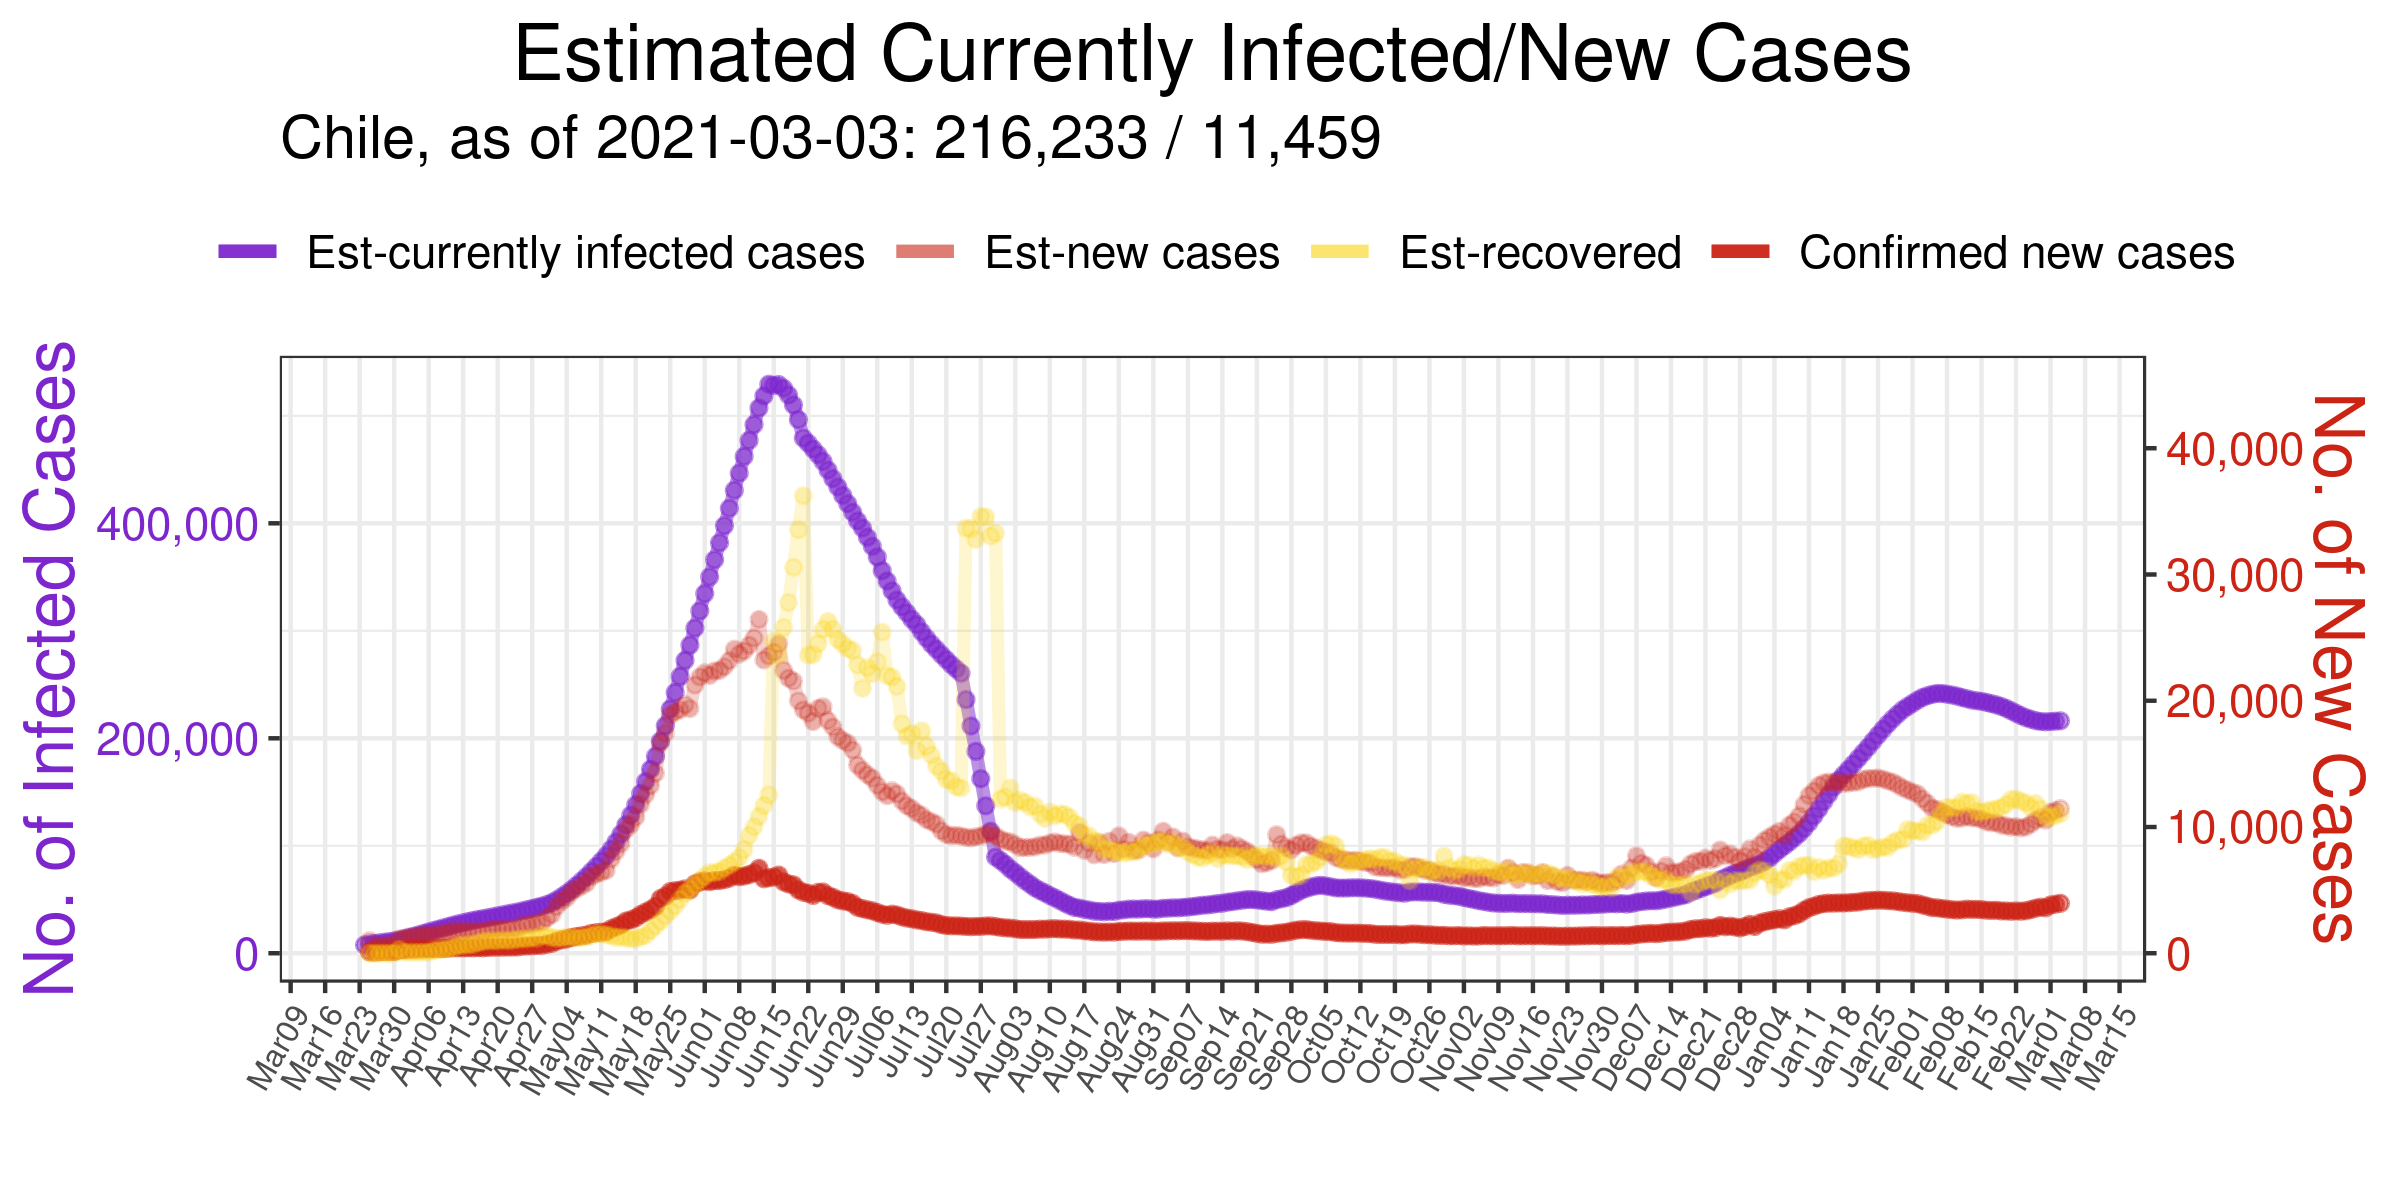 Estimated Currently Infected/New Cases
Chile, as of 2021-03-03: 216,233 / 11,459
Est-currently infected cases Est-new cases Est-recovered Confirmed new cases
No. of Infected Cases
400,000
200,000
0
40,000
30,000
20,000
10,000
0
No. of New Cases
Mar09 Mar16 Mar23 Mar30 Apr06 Apr13 Apr20 Apr27 May04 May11 May18 May25 Jun01 Jun08 Jun15 Jun22 Jun29 Jul06 Jul13 Jul20 Jul27 Aug03 Aug10 Aug17 Aug24 Aug31 Sep07 Sep14 Sep21 Sep28 Oct05 Oct12 Oct19 Oct26 Nov02 Nov09 Nov16 Nov23 Nov30 Dec07 Dec14 Dec21 Dec28 Jan04 Jan11 Jan18 Jan25 Feb01 Feb08 Feb15 Feb22 Mar01 Mar08 Mar15